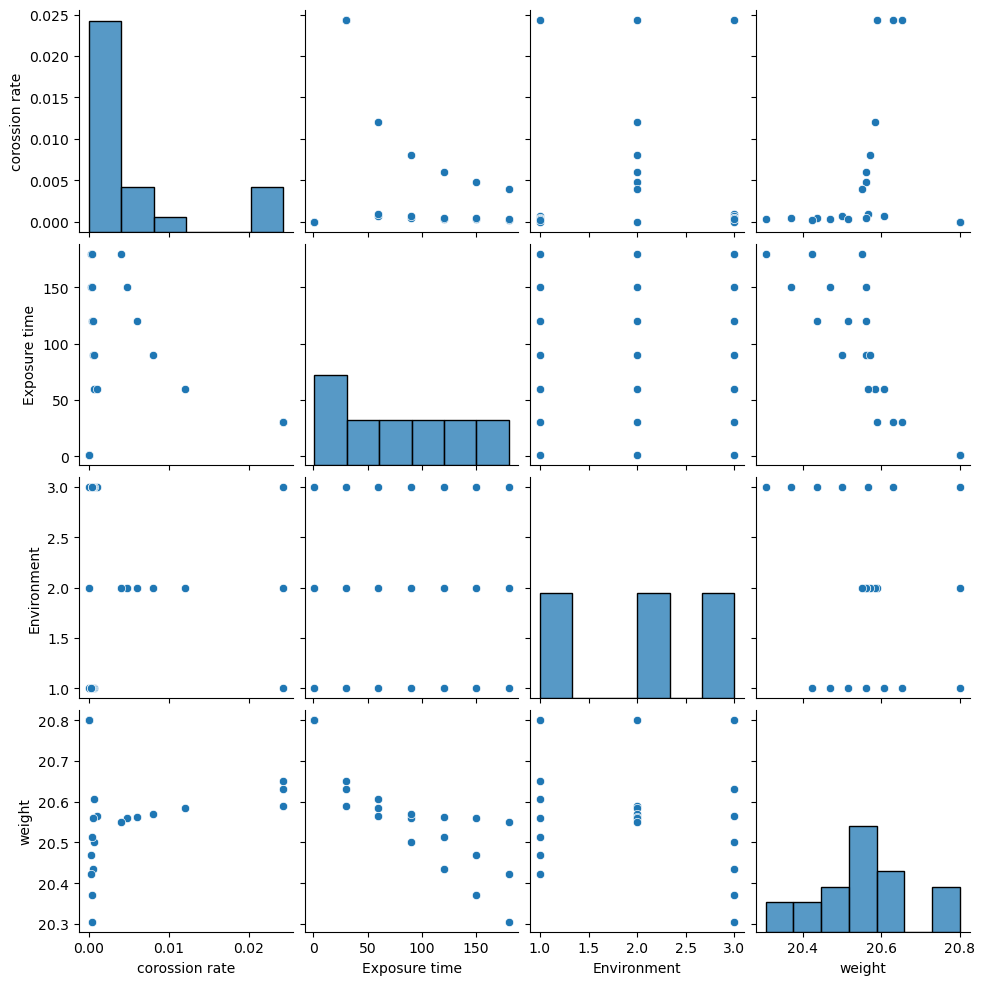 0.025
0.020
0.015
0.010
0.005
0.000
corossion rate
150
100
50
0
Exposure time
3.0
2.5
2.0
1.5
1.0
Environment
20.8
20.7
20.6
20.5
20.4
20.3
weight
0.00 0.01 0.02
corossion rate
0 50 100 150
Exposure time
1.0 1.5 2.0 2.5 3.0
Environment
20.4 20.6 20.8
weight